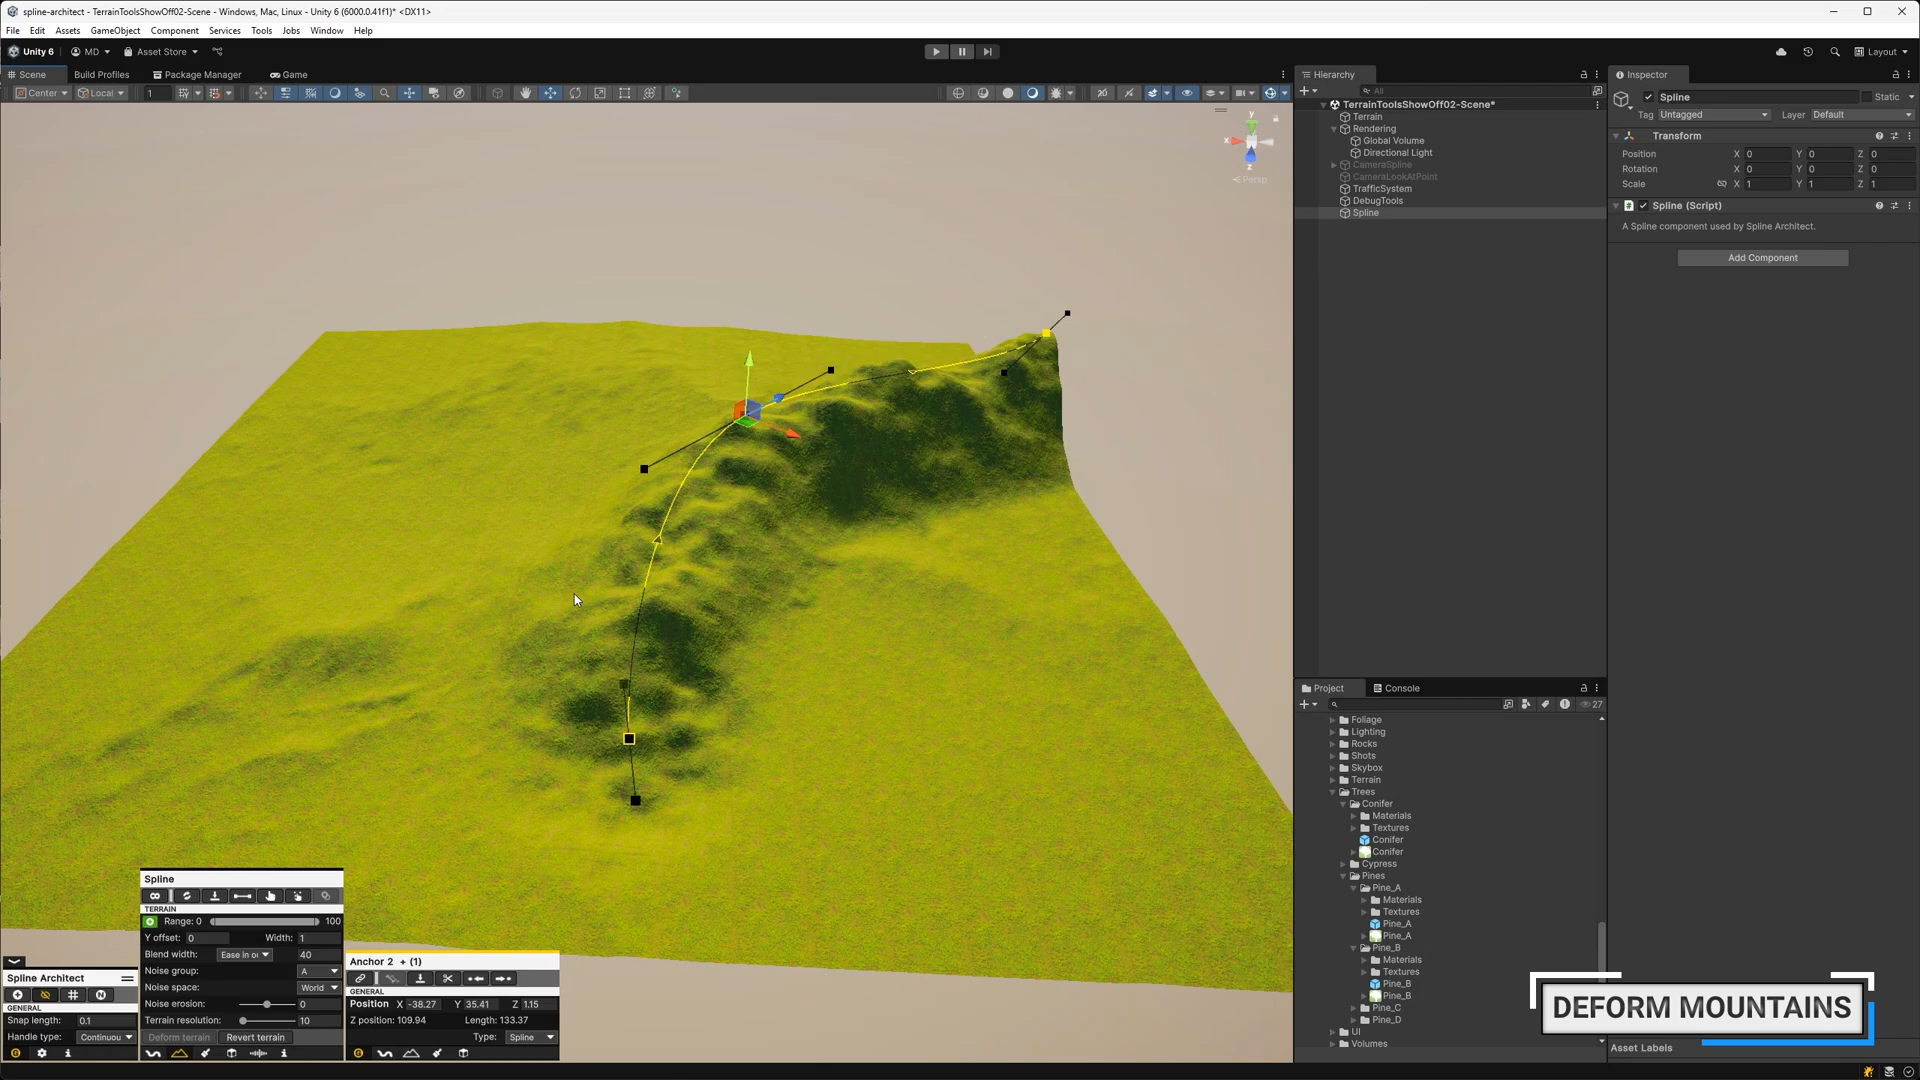 spline-architect - TerrainToolsShowOff02-Scene - Windows, Mac, Linux - Unity 6 (6000.0.41f1)* <DX11>
File Edit Assets GameObject Component Services Tools Jobs Window Help
Unity 6 MD Asset Store Layout
Scene Build Profiles Package Manager Game
Center Local 1
y
x
z
Persp
Hierarchy
All
TerrainToolsShowOff02-Scene*
Terrain
Rendering
Global Volume
Directional Light
CameraSpline
CameraLookAtPoint
TrafficSystem
DebugTools
Spline
Inspector
Spline Static
Tag Untagged Layer Default
Transform
Position X 0 Y 0 Z 0
Rotation X 0 Y 0 Z 0
Scale X 1 Y 1 Z 1
Spline (Script)
A Spline component used by Spline Architect.
Add Component
Project Console
27
Foliage
Lighting
Rocks
Shots
Skybox
Terrain
Trees
Conifer
Materials
Textures
Conifer
Conifer
Cypress
Pines
Pine_A
Materials
Textures
Pine_A
Pine_A
Pine_B
Materials
Textures
Pine_B
Pine_B
Pine_C
Pine_D
UI
Volumes
Asset Labels
DEFORM MOUNTAINS
Spline Architect
GENERAL
Snap length: 0.1
Handle type: Continuou
Spline
TERRAIN
Range: 0 100
Y offset: 0 Width: 1
Blend width: Ease in o 40
Noise group: A
Noise space: World
Noise erosion: 0
Terrain resolution: 10
Deform terrain Revert terrain
Anchor 2 + (1)
GENERAL
Position X -38.27 Y 35.41 Z 1.15
Z position: 109.94 Length: 133.37
Type: Spline